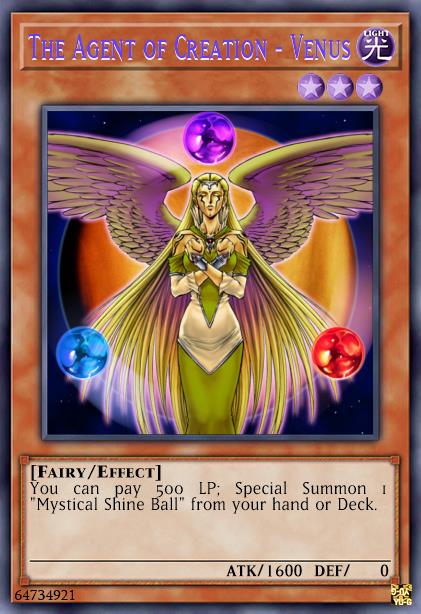 The Agent of Creation - Venus
LIGHT
光
[Fairy/Effect]
You can pay 500 LP; Special Summon 1
"Mystical Shine Ball" from your hand or Deck.
ATK/1600 DEF/ 0
64734921